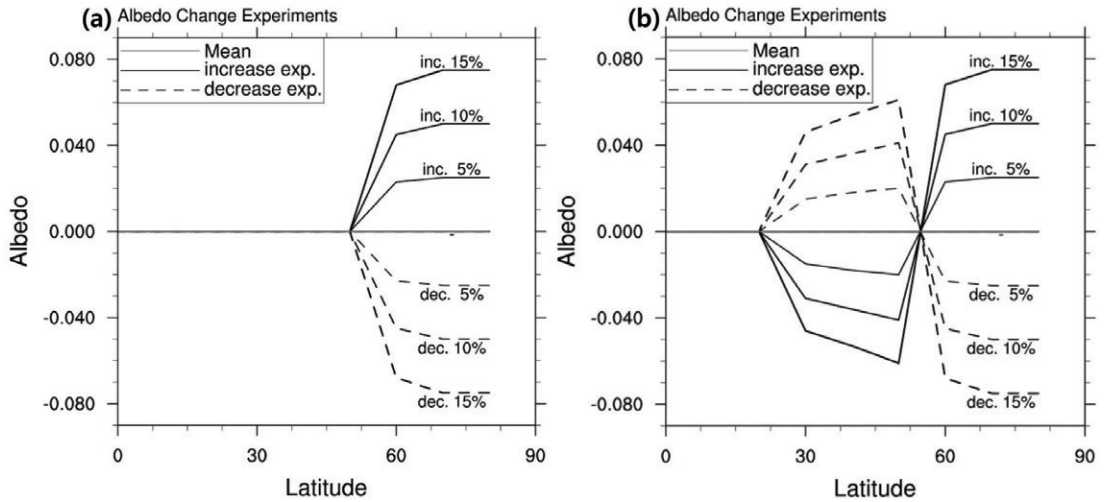 (a) Albedo Change Experiments
Mean
increase exp.
decrease exp.
inc. 15%
inc. 10%
inc. 5%
dec. 5%
dec. 10%
dec. 15%
0.080
0.040
0.000
-0.040
-0.080
Albedo
0
30
60
90
Latitude
(b) Albedo Change Experiments
Mean
increase exp.
decrease exp.
inc. 15%
inc. 10%
inc. 5%
dec. 5%
dec. 10%
dec. 15%
0.080
0.040
0.000
-0.040
-0.080
Albedo
0
30
60
90
Latitude